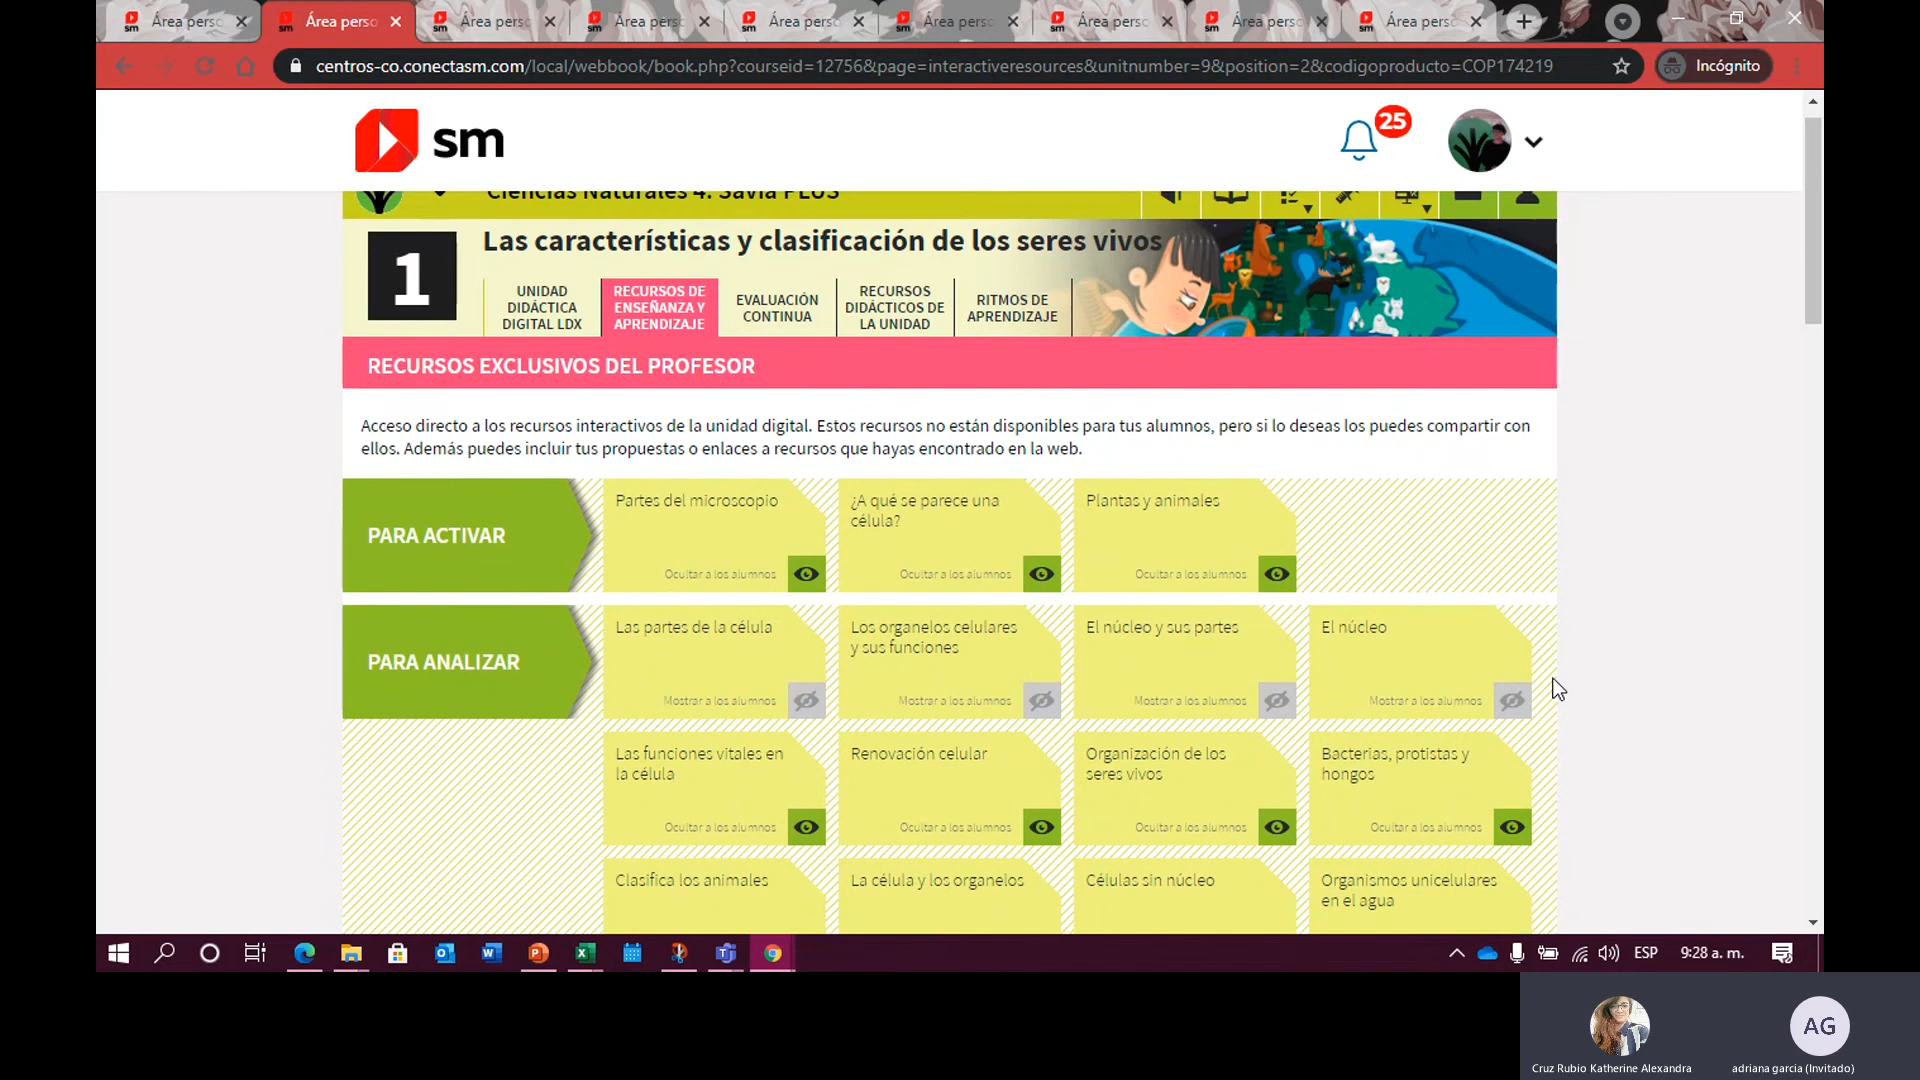 Área perso
Área perso
Área perso
Área perso
Área perso
Área perso
Área perso
Área perso
Área perso
centros-co.conectasm.com/local/webbook/book.php?courseid=12756&page=interactiveresources&unitnumber=9&position=2&codigoproducto=COP174219
Incógnito
sm
25
Ciencias Naturales 4. Savia PLUS
1
Las características y clasificación de los seres vivos
UNIDAD
DIDÁCTICA
DIGITAL LDX
RECURSOS DE
ENSEÑANZA Y
APRENDIZAJE
EVALUACIÓN
CONTINUA
RECURSOS
DIDÁCTICOS DE
LA UNIDAD
RITMOS DE
APRENDIZAJE
RECURSOS EXCLUSIVOS DEL PROFESOR
Acceso directo a los recursos interactivos de la unidad digital. Estos recursos no están disponibles para tus alumnos, pero si lo deseas los puedes compartir con
ellos. Además puedes incluir tus propuestas o enlaces a recursos que hayas encontrado en la web.
PARA ACTIVAR
Partes del microscopio
Ocultar a los alumnos
¿A qué se parece una
célula?
Ocultar a los alumnos
Plantas y animales
Ocultar a los alumnos
PARA ANALIZAR
Las partes de la célula
Mostrar a los alumnos
Los organelos celulares
y sus funciones
Mostrar a los alumnos
El núcleo y sus partes
Mostrar a los alumnos
El núcleo
Mostrar a los alumnos
Las funciones vitales en
la célula
Ocultar a los alumnos
Renovación celular
Ocultar a los alumnos
Organización de los
seres vivos
Ocultar a los alumnos
Bacterias, protistas y
hongos
Ocultar a los alumnos
Clasifica los animales
La célula y los organelos
Células sin núcleo
Organismos unicelulares
en el agua
ESP
9:28 a. m.
AG
Cruz Rubio Katherine Alexandra
adriana garcia (Invitado)